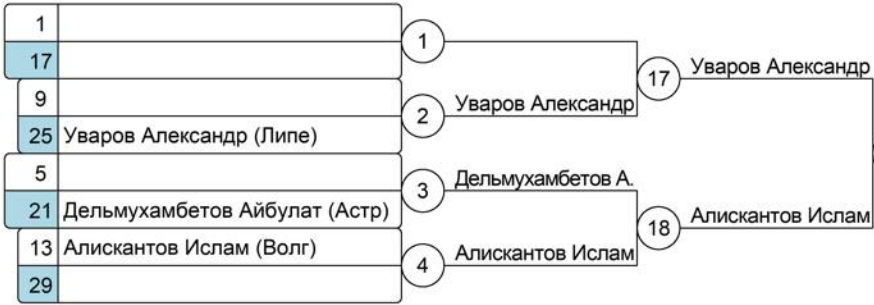 1
17
1
9
25 Уваров Александр (Липе)
2
Уваров Александр
17
Уваров Александр
5
21 Дельмухамбетов Айбулат (Астр)
3
Дельмухамбетов А.
13 Алискантов Ислам (Волг)
29
4
Алискантов Ислам
18
Алискантов Ислам